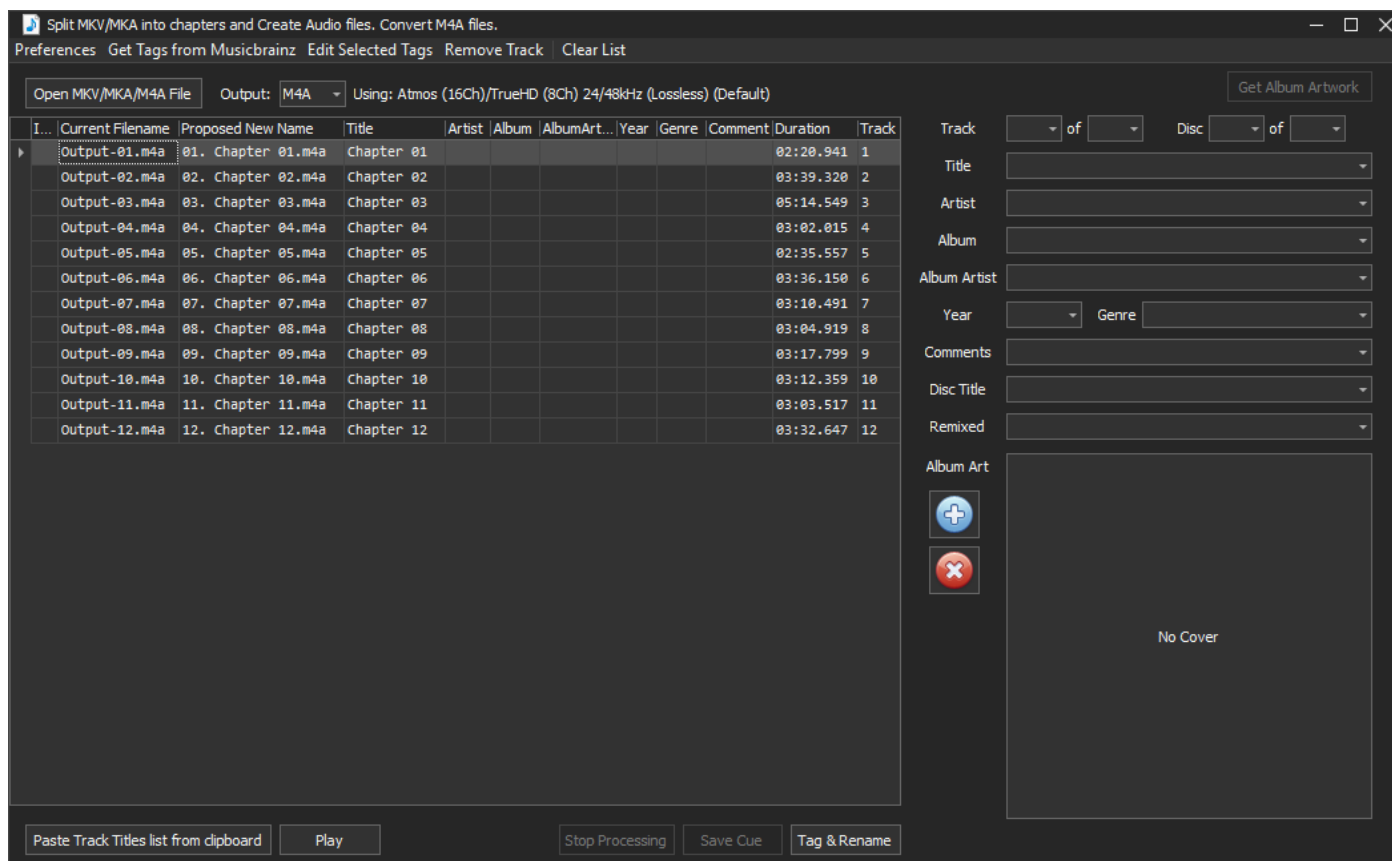 Split MKV/MKA into chapters and Create Audio files. Convert M4A files.
Preferences Get Tags from Musicbrainz Edit Selected Tags Remove Track Clear List
Open MKV/MKA/M4A File Output: M4A Using: Atmos (16Ch)/TrueHD (8Ch) 24/48kHz (Lossless) (Default) Get Album Artwork
I... Current Filename Proposed New Name Title Artist Album AlbumArt... Year Genre Comment Duration Track
Output-01.m4a 01. Chapter 01.m4a Chapter 01 02:20.941 1
Output-02.m4a 02. Chapter 02.m4a Chapter 02 03:39.320 2
Output-03.m4a 03. Chapter 03.m4a Chapter 03 05:14.549 3
Output-04.m4a 04. Chapter 04.m4a Chapter 04 03:02.015 4
Output-05.m4a 05. Chapter 05.m4a Chapter 05 02:35.557 5
Output-06.m4a 06. Chapter 06.m4a Chapter 06 03:36.150 6
Output-07.m4a 07. Chapter 07.m4a Chapter 07 03:10.491 7
Output-08.m4a 08. Chapter 08.m4a Chapter 08 03:04.919 8
Output-09.m4a 09. Chapter 09.m4a Chapter 09 03:17.799 9
Output-10.m4a 10. Chapter 10.m4a Chapter 10 03:12.359 10
Output-11.m4a 11. Chapter 11.m4a Chapter 11 03:03.517 11
Output-12.m4a 12. Chapter 12.m4a Chapter 12 03:32.647 12
Track of Disc of
Title
Artist
Album
Album Artist
Year Genre
Comments
Disc Title
Remixed
Album Art
No Cover
Paste Track Titles list from clipboard Play Stop Processing Save Cue Tag & Rename